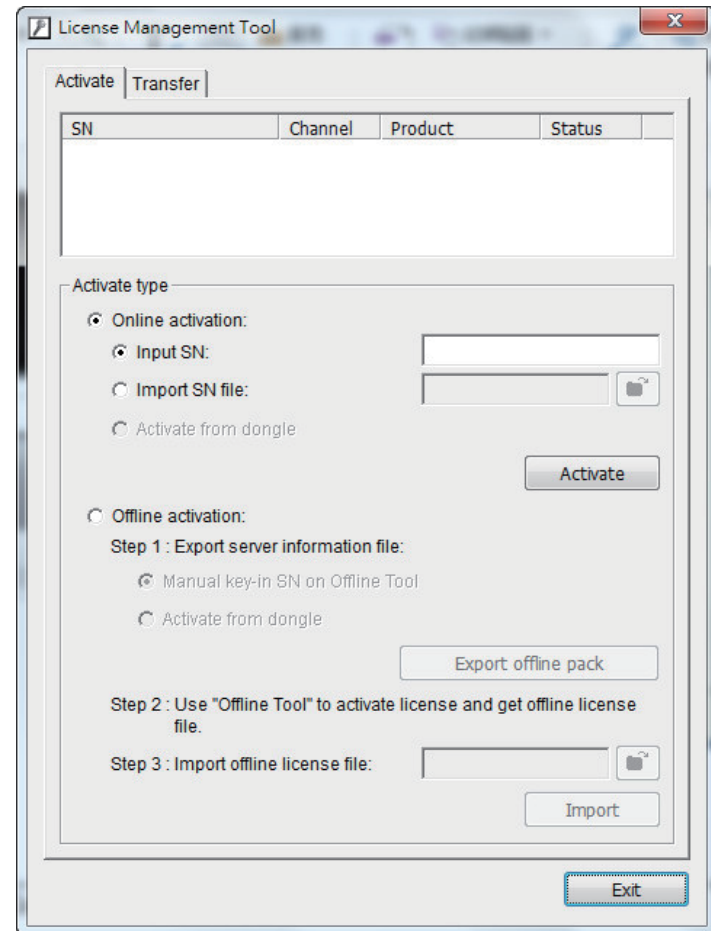 License Management Tool
Activate Transfer
SN Channel Product Status
Activate type
Online activation:
Input SN:
Import SN file:
Activate from dongle
Activate
Offline activation:
Step 1 : Export server information file:
Manual key-in SN on Offline Tool
Activate from dongle
Export offline pack
Step 2 : Use "Offline Tool" to activate license and get offline license
file.
Step 3 : Import offline license file:
Import
Exit